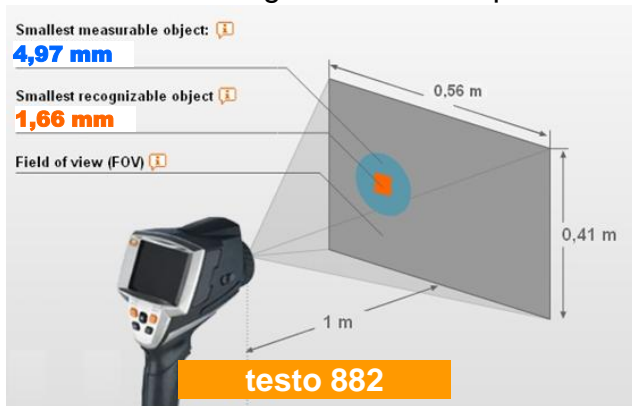 Smallest measurable object:
4,97 mm
Smallest recognizable object
1,66 mm
Field of view (FOV)
0,56 m
0,41 m
1 m
testo 882